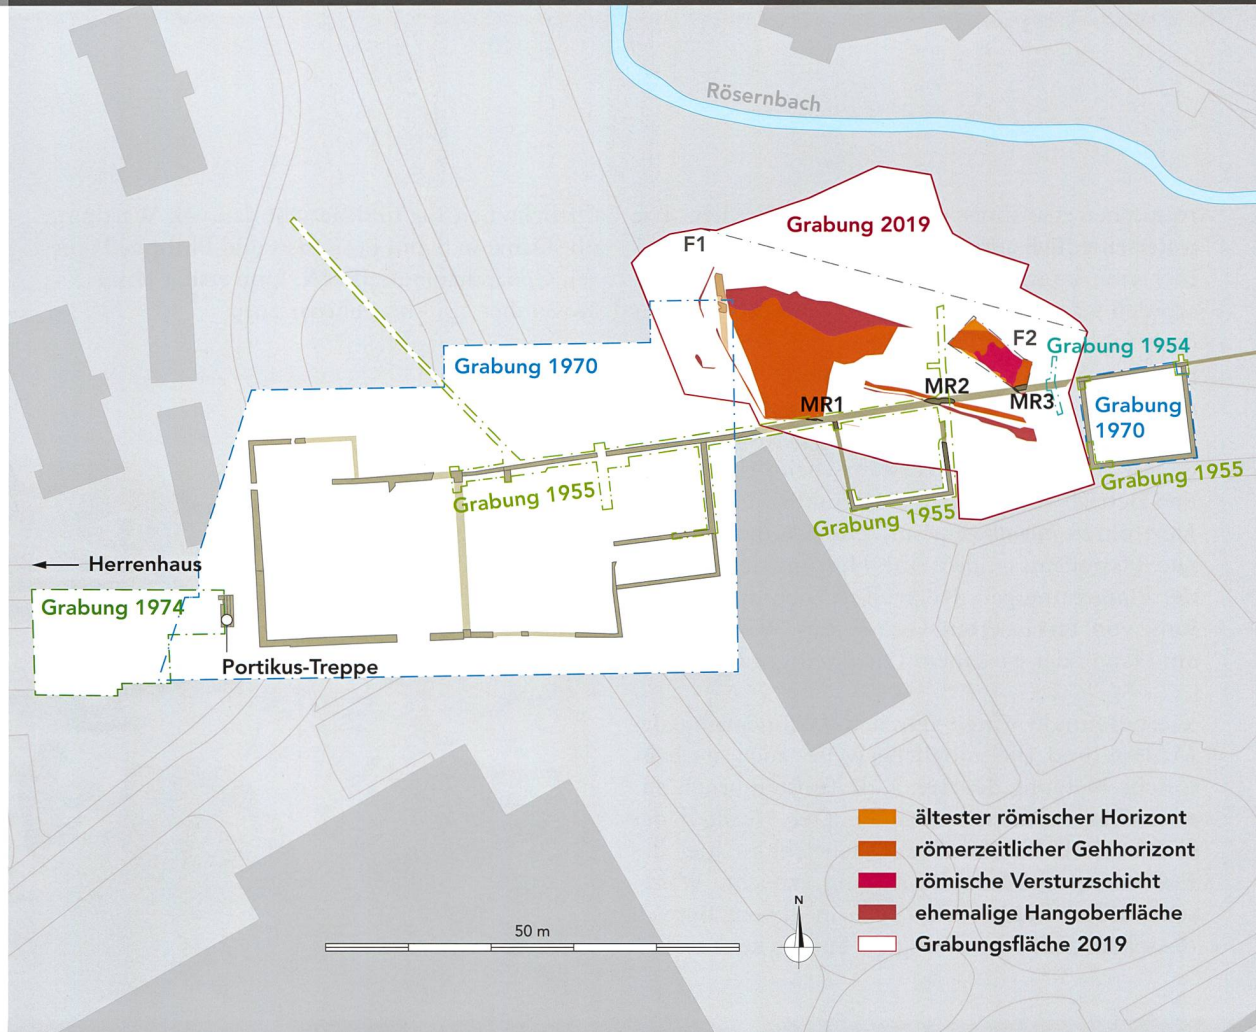 Rösernbach
Grabung 2019
F1
F2
Grabung 1954
Grabung 1970
MR1
MR2
MR3
Grabung
1970
Grabung 1955
Grabung 1955
Grabung 1955
Herrenhaus
Grabung 1974
Portikus-Treppe
ältester römischer Horizont
römerzeitlicher Gehhorizont
römische Versturzschicht
ehemalige Hangoberfläche
Grabungsfläche 2019
50 m
N